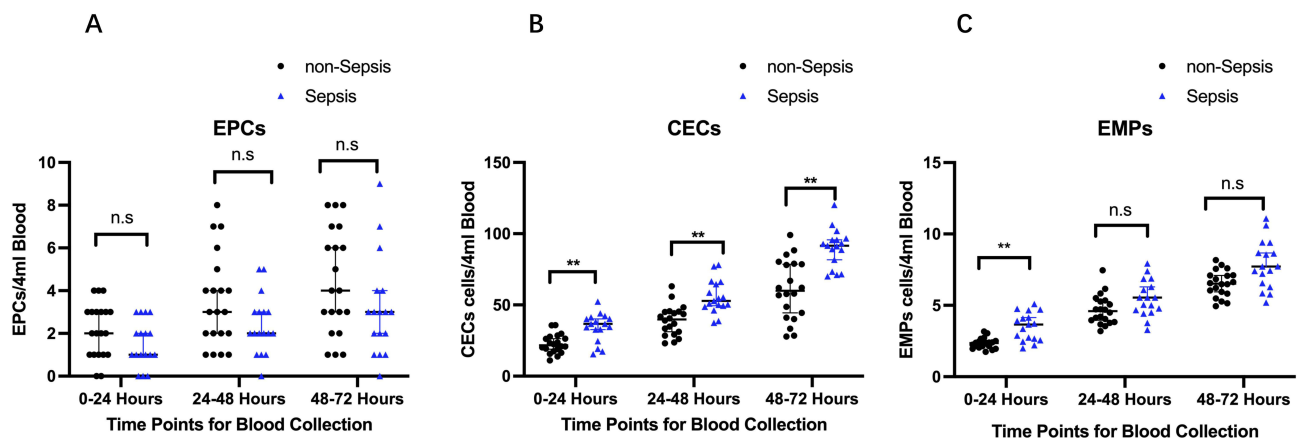 A
non-Sepsis
Sepsis
EPCs
n.s
n.s
n.s
10
8
6
4
2
0
EPCs/4ml Blood
0-24 Hours
24-48 Hours
48-72 Hours
Time Points for Blood Collection
B
non-Sepsis
Sepsis
CECs
**
**
**
150
100
50
0
CECs cells/4ml Blood
0-24 Hours
24-48 Hours
48-72 Hours
Time Points for Blood Collection
C
non-Sepsis
Sepsis
EMPs
**
n.s
n.s
15
10
5
0
EMPs cells/4ml Blood
0-24 Hours
24-48 Hours
48-72 Hours
Time Points for Blood Collection